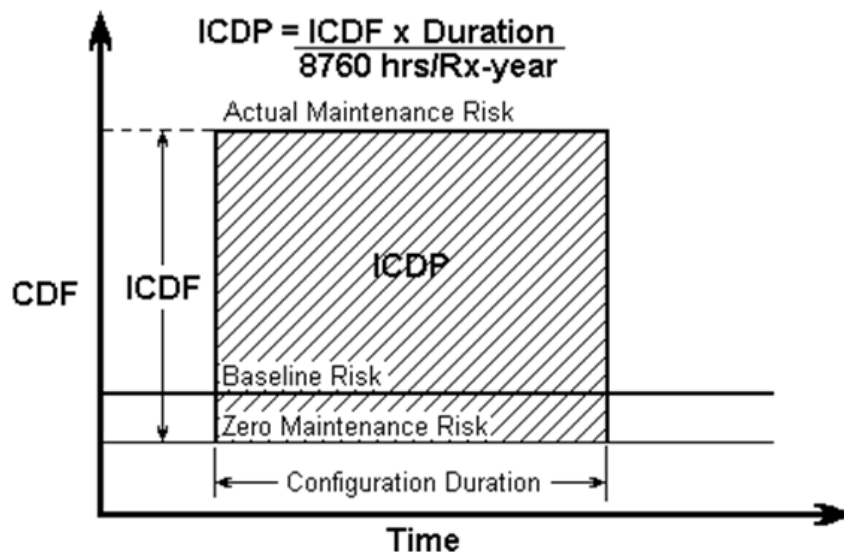 ICDP = ICDF x Duration
8760 hrs/Rx-year
Actual Maintenance Risk
ICDP
CDF
ICDF
Baseline Risk
Zero Maintenance Risk
Configuration Duration
Time